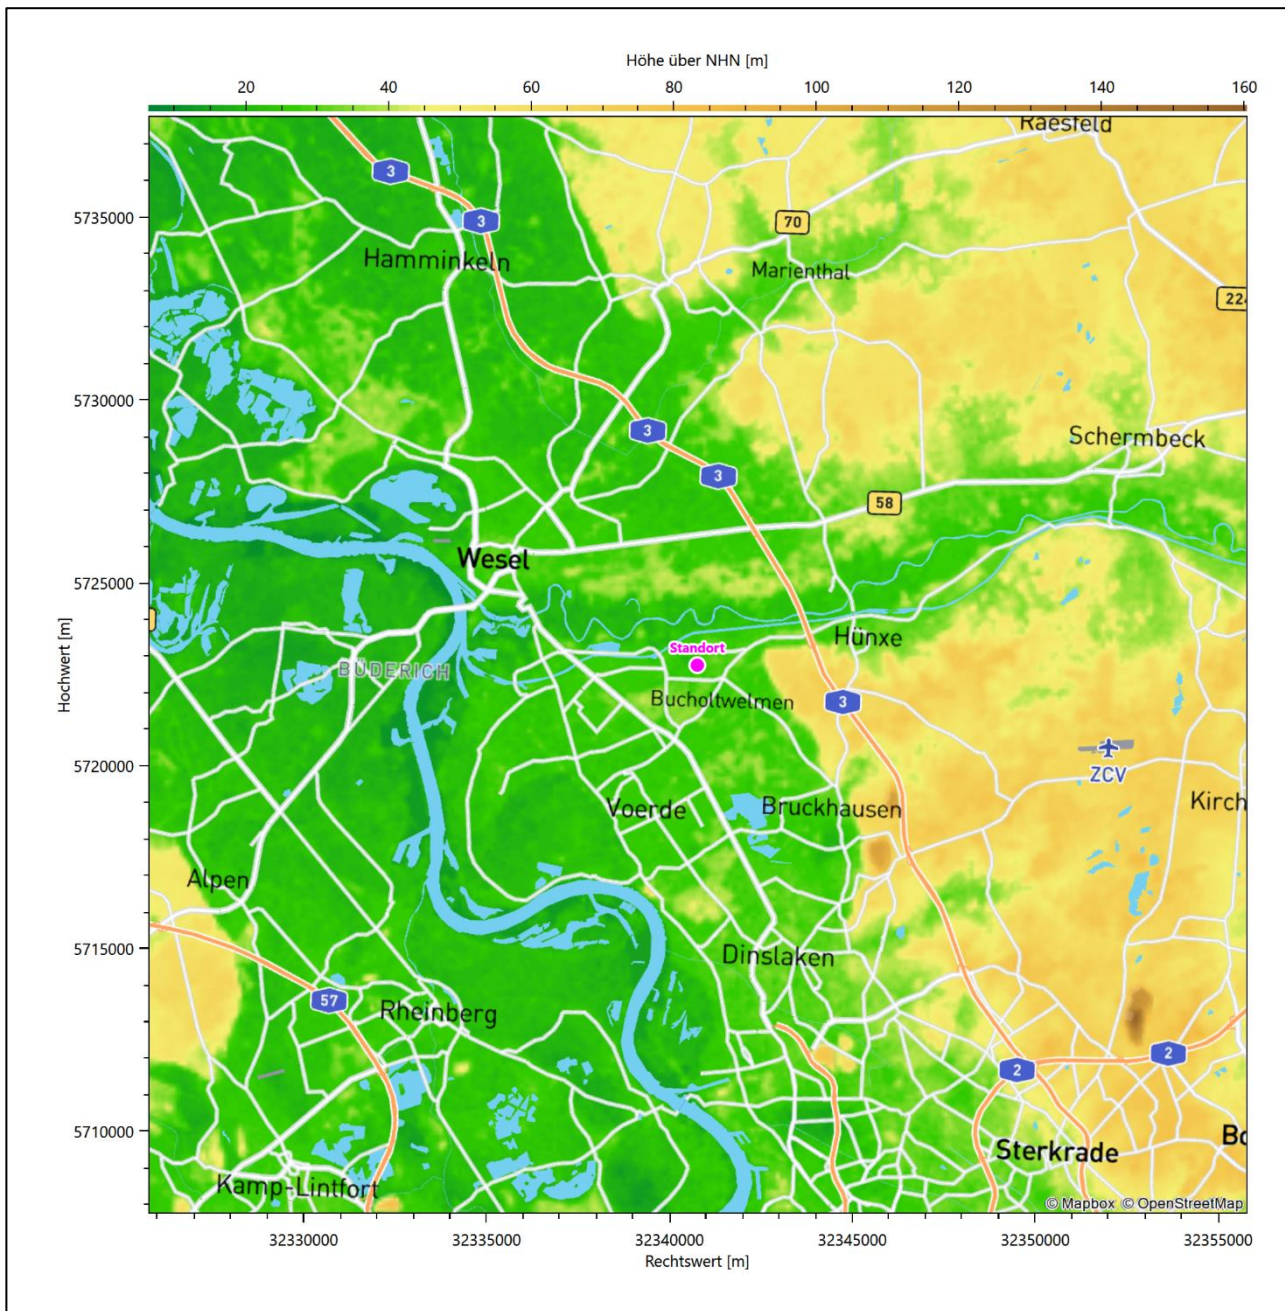 Höhe über NHN [m]
20 40 60 80 100 120 140 160
Raesfeld
3
5735000
3
70
Hamminkeln
Marienthal
224
5730000
3
Schermbeck
3
58
Wesel
5725000
Hochwert [m]
Hünxe
Standort
BÜDERICH
Bucholtwelmen
3
5720000
ZCV
Voerde
Bruckhausen
Kirch
Alpen
5715000
Dinslaken
57
Rheinberg
2
2
5710000
Sterkrade
Bo
Kamp-Lintfort
© Mapbox © OpenStreetMap
32330000 32335000 32340000 32345000 32350000 32355000
Rechtswert [m]